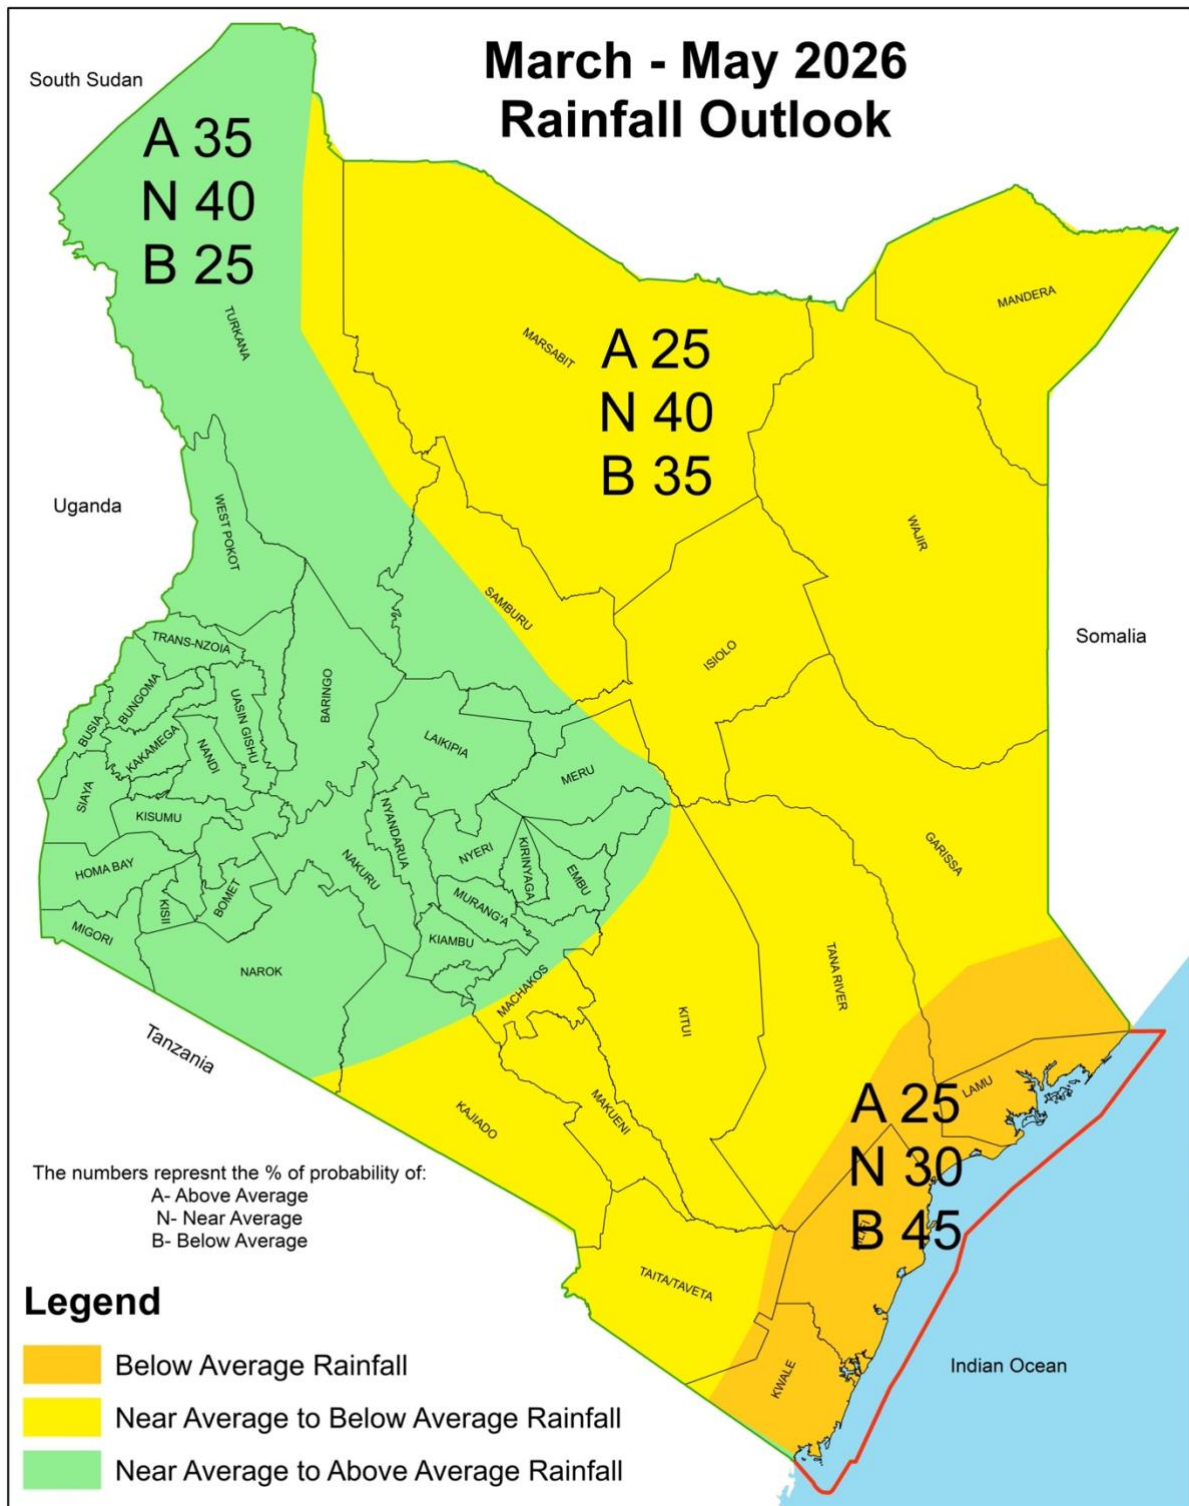 March - May 2026
Rainfall Outlook
South Sudan
A 35
N 40
B 25
TURKANA
MARSABIT
MANDERA
A 25
N 40
B 35
Uganda
WEST POKOT
WAJIR
SAMBURU
Somalia
ISIOLO
TRANS-NZOIA
BUNGOMA
BUSIA
UASIN GISHU
BARINGO
KAKAMEGA
NANDI
LAIKIPIA
MERU
SIAYA
KISUMU
NYANDARUA
NYERI
KIRINYAGA
EMBU
GARISSA
HOMA BAY
NAKURU
KISII
BOMET
MURANG'A
MIGORI
KIAMBU
NAROK
MACHAKOS
TANA RIVER
KITUI
Tanzania
KAJIADO
MAKUENI
LAMU
A 25
N 30
B 45
The numbers represnt the % of probability of:
A- Above Average
N- Near Average
B- Below Average
TAITA/TAVETA
KWALE
Indian Ocean
Legend
Below Average Rainfall
Near Average to Below Average Rainfall
Near Average to Above Average Rainfall